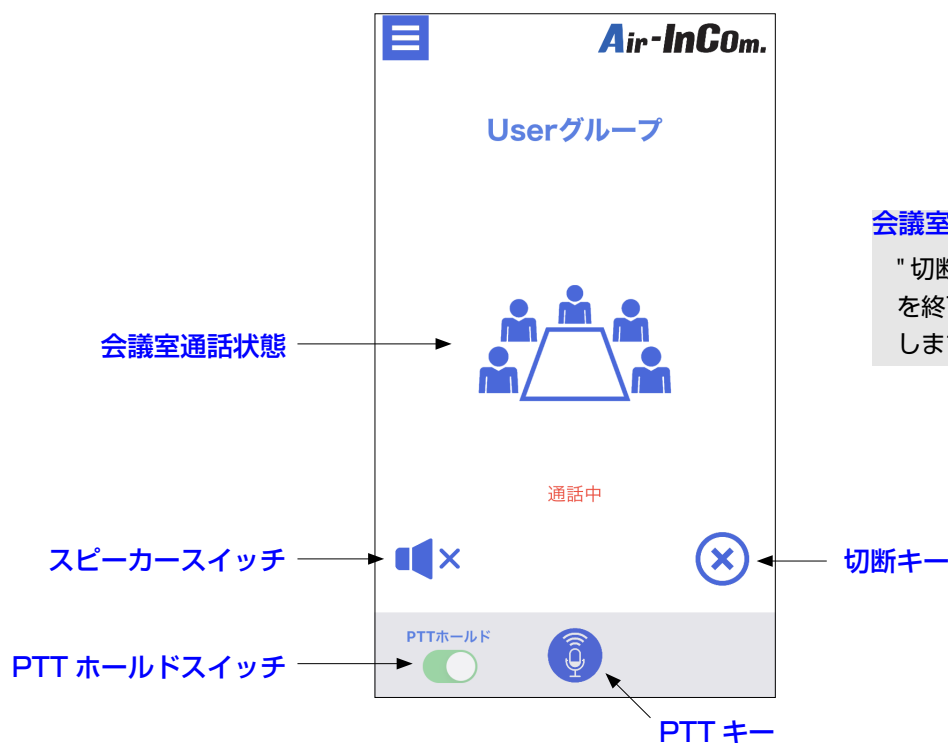 Air-InCom.
Userグループ
会議室
"切断
を終
しま
会議室通話状態
通話中
スピーカースイッチ
切断キー
PTTホールド
PTT ホールドスイッチ
PTT キー